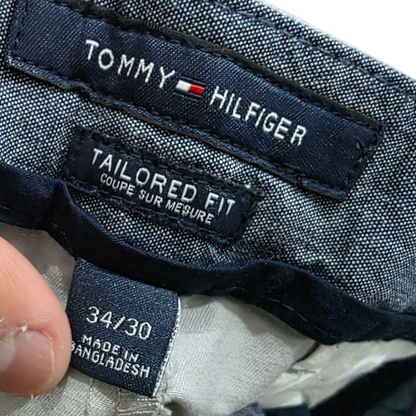 TOMMY HILFIGER
TAILORED FIT
COUPE SUR MESURE
34/30
MADE IN
BANGLADESH